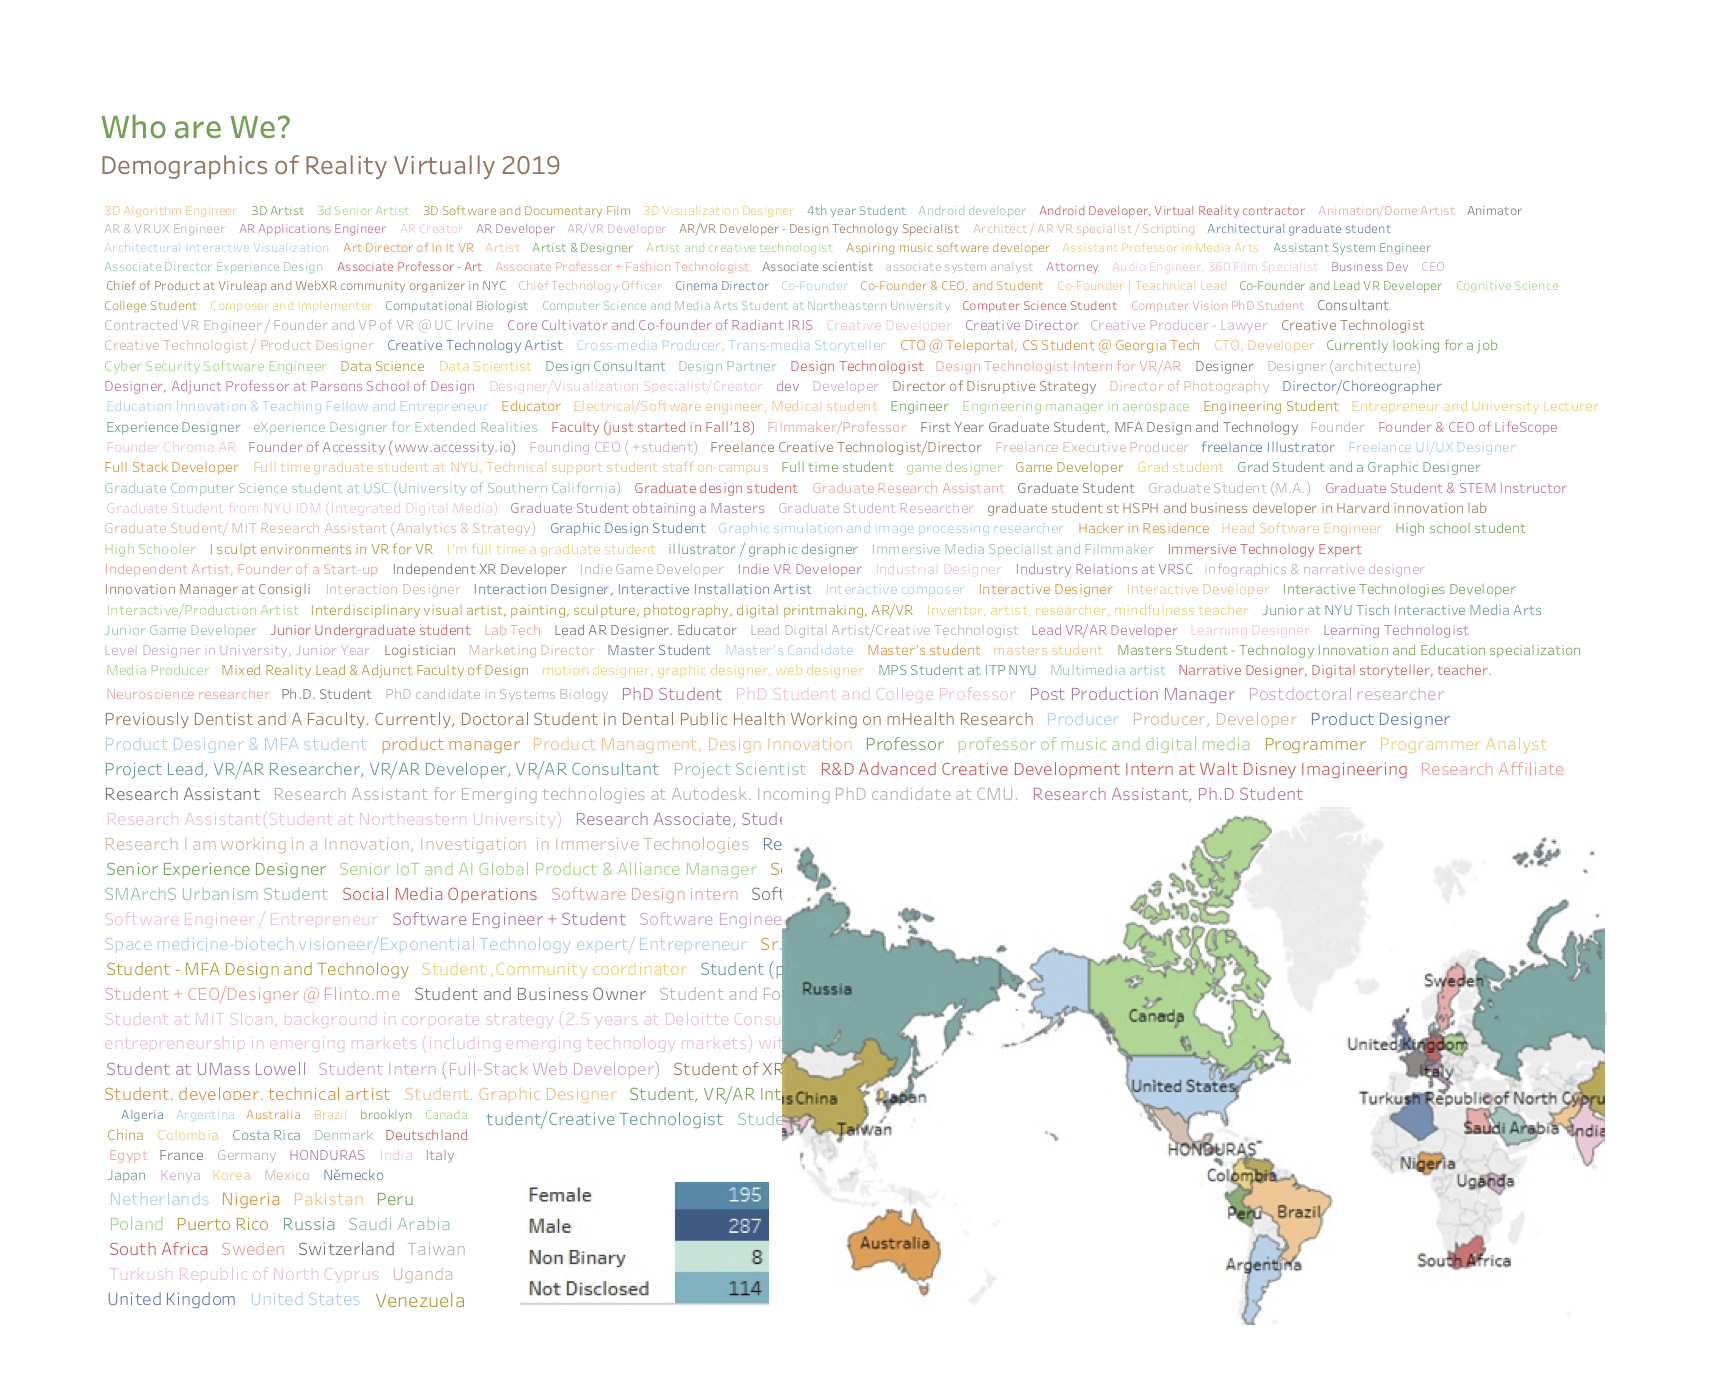 Who are We?
Demographics of Reality Virtually 2019
3D Algorithm Engineer 3D Artist 3d Senior Artist 3D Software and Documentary Film 3D Visualization Designer 4th year Student Android developer Android Developer, Virtual Reality contractor Animation/Dome Artist Animator
AR & VR UX Engineer AR Applications Engineer AR Creator AR Developer AR/VR Developer AR/VR Developer - Design Technology Specialist Architect / AR VR specialist / Scripting Architectural graduate student
Architectural Interactive Visualization Art Director of In It VR Artist Artist & Designer Artist and creative technologist Aspiring music software developer Assistant Professor in Media Arts Assistant System Engineer
Associate Director Experience Design Associate Professor - Art Associate Professor + Fashion Technologist Associate scientist associate system analyst Attorney Audio Engineer, 360 Film Specialist Business Dev CEO
Chief of Product at Viruleap and WebXR community organizer in NYC Chief Technology Officer Cinema Director Co-Founder Co-Founder & CEO, and Student Co-Founder | Teachnical Lead Co-Founder and Lead VR Developer Cognitive Science
College Student Composer and Implementer Computational Biologist Computer Science and Media Arts Student at Northeastern University Computer Science Student Computer Vision PhD Student Consultant
Contracted VR Engineer / Founder and VP of VR @ UC Irvine Core Cultivator and Co-founder of Radiant IRIS Creative Developer Creative Director Creative Producer - Lawyer Creative Technologist
Creative Technologist / Product Designer Creative Technology Artist Cross-media Producer, Trans-media Storyteller CTO @ Teleportal, CS Student @ Georgia Tech CTO, Developer Currently looking for a job
Cyber Security Software Engineer Data Science Data Scientist Design Consultant Design Partner Design Technologist Design Technologist Intern for VR/AR Designer Designer (architecture)
Designer, Adjunct Professor at Parsons School of Design Designer/Visualization Specialist/Creator dev Developer Director of Disruptive Strategy Director of Photography Director/Choreographer
Education Innovation & Teaching Fellow and Entrepreneur Educator Electrical/Software engineer, Medical student Engineer Engineering manager in aerospace Engineering Student Entrepreneur and University Lecturer
Experience Designer eXperience Designer for Extended Realities Faculty (just started in Fall'18) Filmmaker/Professor First Year Graduate Student, MFA Design and Technology Founder Founder & CEO of LifeScope
Founder Chroma AR Founder of Accessity (www.accessity.io) Founding CEO ( +student) Freelance Creative Technologist/Director Freelance Executive Producer freelance Illustrator Freelance UI/UX Designer
Full Stack Developer Full time graduate student at NYU, Technical support student staff on-campus Full time student game designer Game Developer Grad student Grad Student and a Graphic Designer
Graduate Computer Science student at USC (University of Southern California) Graduate design student Graduate Research Assistant Graduate Student Graduate Student (M.A.) Graduate Student & STEM Instructor
Graduate Student from NYU IDM (Integrated Digital Media) Graduate Student obtaining a Masters Graduate Student Researcher graduate student st HSPH and business developer in Harvard innovation lab
Graduate Student/ MIT Research Assistant (Analytics & Strategy) Graphic Design Student Graphic simulation and image processing researcher Hacker in Residence Head Software Engineer High school student
High Schooler I sculpt environments in VR for VR I'm full time a graduate student illustrator / graphic designer Immersive Media Specialist and Filmmaker Immersive Technology Expert
Independent Artist, Founder of a Start-up Independent XR Developer Indie Game Developer Indie VR Developer Industrial Designer Industry Relations at VRSC infographics & narrative designer
Innovation Manager at Consigli Interaction Designer Interaction Designer, Interactive Installation Artist Interactive composer Interactive Designer Interactive Developer Interactive Technologies Developer
Interactive/Production Artist Interdisciplinary visual artist, painting, sculpture, photography, digital printmaking, AR/VR Inventor, artist, researcher, mindfulness teacher Junior at NYU Tisch Interactive Media Arts
Junior Game Developer Junior Undergraduate student Lab Tech Lead AR Designer. Educator Lead Digital Artist/Creative Technologist Lead VR/AR Developer Learning Designer Learning Technologist
Level Designer in University, Junior Year Logistician Marketing Director Master Student Master's Candidate Master's student masters student Masters Student - Technology Innovation and Education specialization
Media Producer Mixed Reality Lead & Adjunct Faculty of Design motion designer, graphic designer, web designer MPS Student at ITP NYU Multimedia artist Narrative Designer, Digital storyteller, teacher.
Neuroscience researcher Ph.D. Student PhD candidate in Systems Biology PhD Student PhD Student and College Professor Post Production Manager Postdoctoral researcher
Previously Dentist and A Faculty. Currently, Doctoral Student in Dental Public Health Working on mHealth Research Producer Producer, Developer Product Designer
Product Designer & MFA student product manager Product Managment, Design Innovation Professor professor of music and digital media Programmer Programmer Analyst
Project Lead, VR/AR Researcher, VR/AR Developer, VR/AR Consultant Project Scientist R&D Advanced Creative Development Intern at Walt Disney Imagineering Research Affiliate
Research Assistant Research Assistant for Emerging technologies at Autodesk. Incoming PhD candidate at CMU. Research Assistant, Ph.D Student
Research Assistant(Student at Northeastern University) Research Associate, Stude
Research I am working in a Innovation, Investigation in Immersive Technologies Re
Senior Experience Designer Senior IoT and AI Global Product & Alliance Manager S
SMArchS Urbanism Student Social Media Operations Software Design intern Soft
Software Engineer / Entrepreneur Software Engineer + Student Software Enginee
Space medicine-biotech visioneer/Exponential Technology expert/ Entrepreneur Sr.
Student - MFA Design and Technology Student ,Community coordinator Student (p
Student + CEO/Designer @ Flinto.me Student and Business Owner Student and Fo
Student at MIT Sloan, background in corporate strategy (2.5 years at Deloitte Consu
entrepreneurship in emerging markets (including emerging technology markets) wit
Student at UMass Lowell Student Intern (Full-Stack Web Developer) Student of XR
Student. developer. technical artist Student. Graphic Designer Student, VR/AR Int
tudent/Creative Technologist Stude
Algeria Argentina Australia Brazil brooklyn Canada
China Colombia Costa Rica Denmark Deutschland
Egypt France Germany HONDURAS India Italy
Japan Kenya Korea Mexico Německo
Netherlands Nigeria Pakistan Peru
Poland Puerto Rico Russia Saudi Arabia
South Africa Sweden Switzerland Taiwan
Turkush Republic of North Cyprus Uganda
United Kingdom United States Venezuela
Female 195
Male 287
Non Binary 8
Not Disclosed 114
Russia
Sweden
Canada
United Kingdom
Italy
United States
China
Japan
Turkush Republic of North Cypru
Taiwan
Saudi Arabia
India
HONDURAS
Nigeria
Colombia
Uganda
Peru
Brazil
Australia
Argentina
South Africa